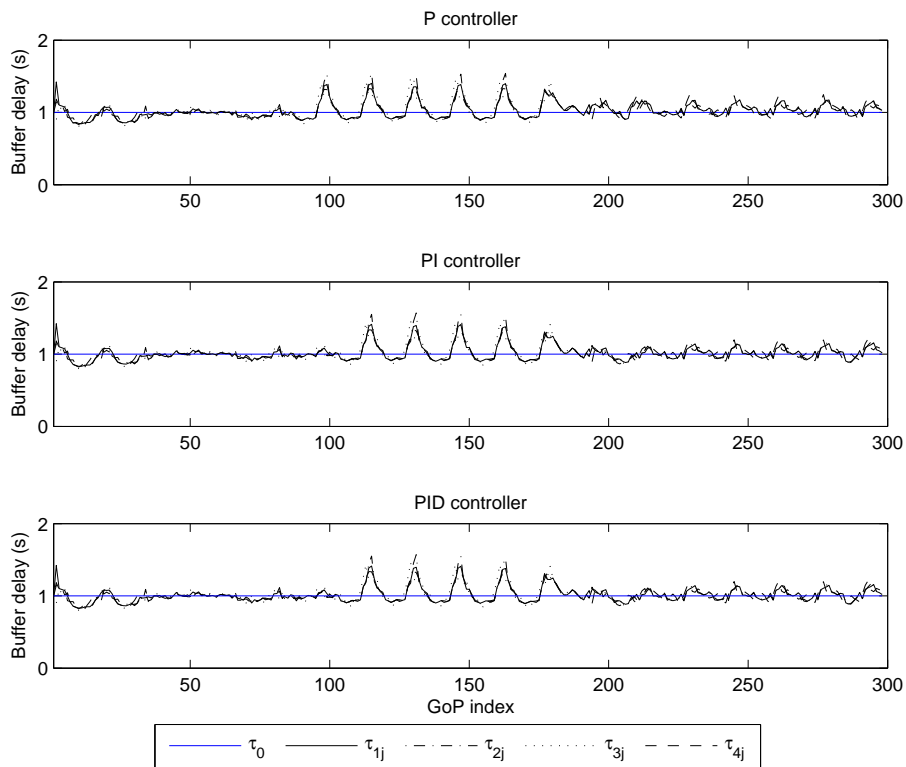 P controller
2
1
0
Buffer delay (s)
50 100 150 200 250 300
PI controller
2
1
0
Buffer delay (s)
50 100 150 200 250 300
PID controller
2
1
0
Buffer delay (s)
50 100 150 200 250 300
GoP index
τ0 τ1j τ2j τ3j τ4j